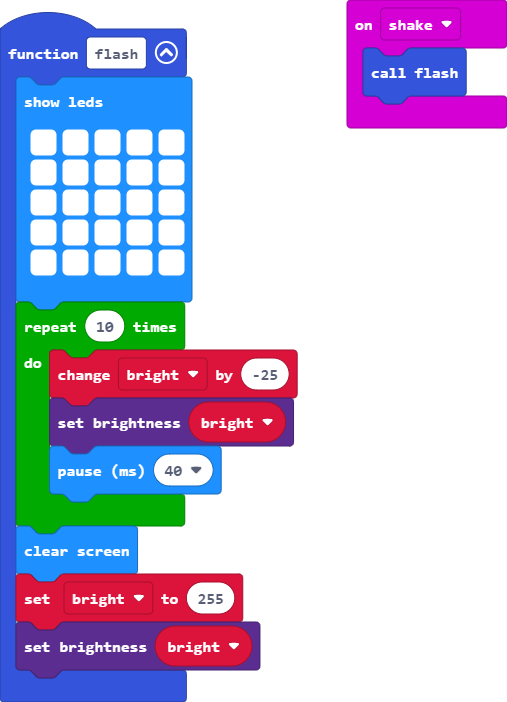 function flash
show leds
repeat 10 times
do
change bright by -25
set brightness bright
pause (ms) 40
clear screen
set bright to 255
set brightness bright
on shake
call flash